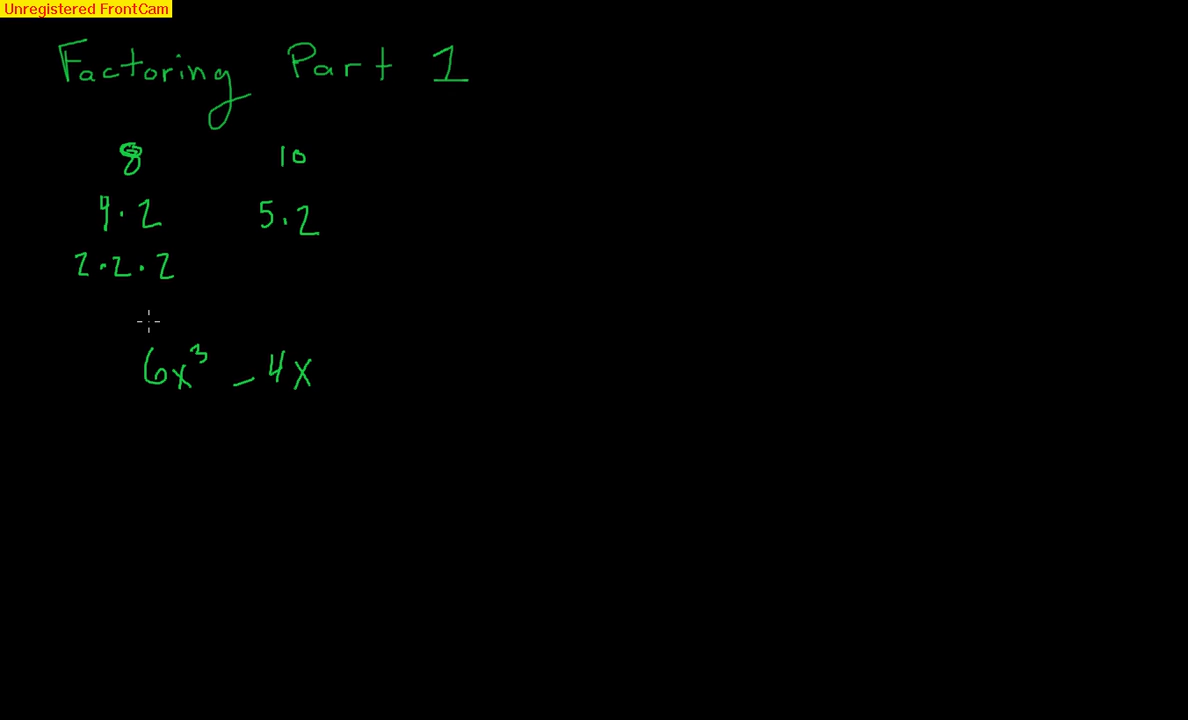 Unregistered FrontCam
Factoring Part 1
8 10
4·2 5.2
2·2·2
6x³ - 4x